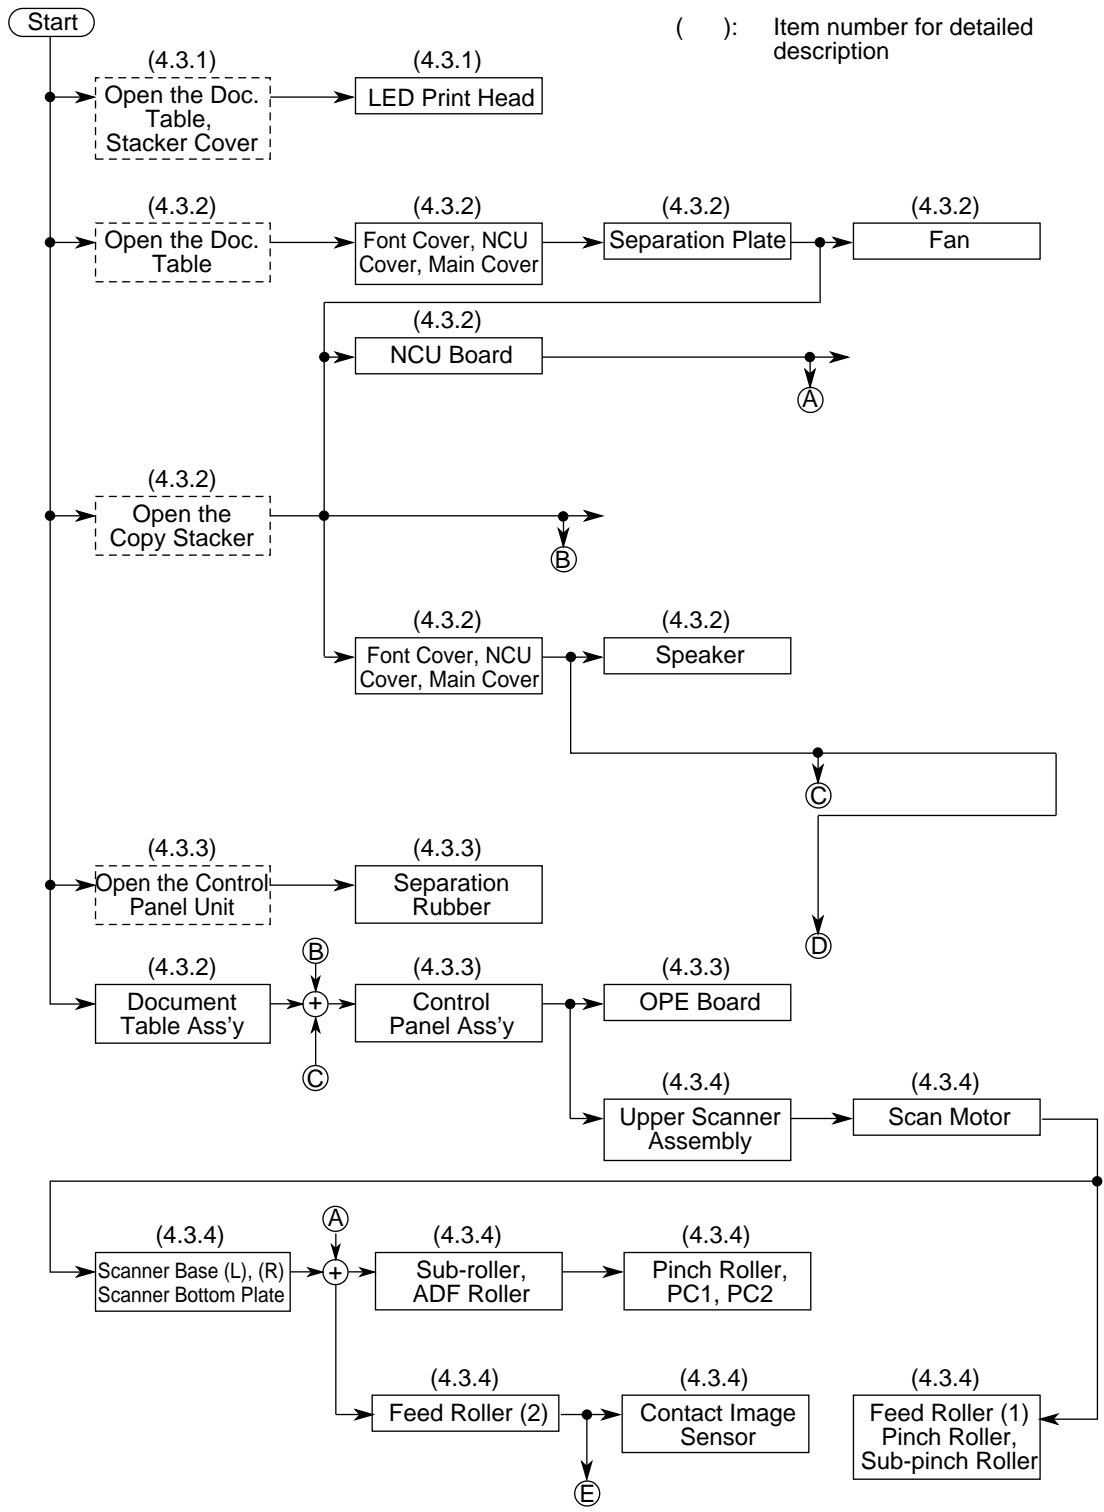 Start
( ): Item number for detailed
description
(4.3.1)
Open the Doc.
Table,
Stacker Cover
(4.3.1)
LED Print Head
(4.3.2)
Open the Doc.
Table
(4.3.2)
Font Cover, NCU
Cover, Main Cover
(4.3.2)
Separation Plate
(4.3.2)
Fan
(4.3.2)
NCU Board
A
(4.3.2)
Open the
Copy Stacker
B
(4.3.2)
Font Cover, NCU
Cover, Main Cover
(4.3.2)
Speaker
C
D
(4.3.3)
Open the Control
Panel Unit
(4.3.3)
Separation
Rubber
(4.3.2)
Document
Table Ass'y
B
+
C
(4.3.3)
Control
Panel Ass'y
(4.3.3)
OPE Board
(4.3.4)
Upper Scanner
Assembly
(4.3.4)
Scan Motor
(4.3.4)
Scanner Base (L), (R)
Scanner Bottom Plate
A
+
(4.3.4)
Sub-roller,
ADF Roller
(4.3.4)
Pinch Roller,
PC1, PC2
(4.3.4)
Feed Roller (2)
E
(4.3.4)
Contact Image
Sensor
(4.3.4)
Feed Roller (1)
Pinch Roller,
Sub-pinch Roller